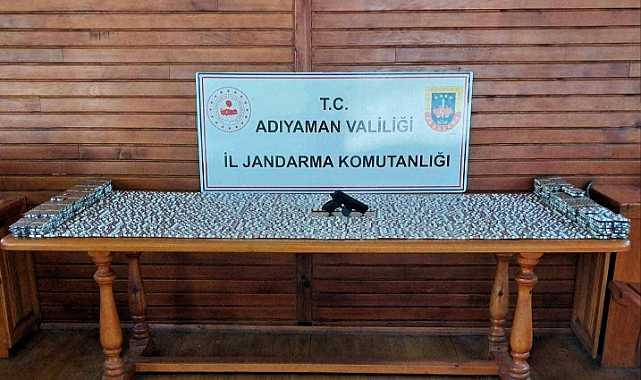 T.C.
ADIYAMAN VALİLİĞİ
İL JANDARMA KOMUTANLIĞI